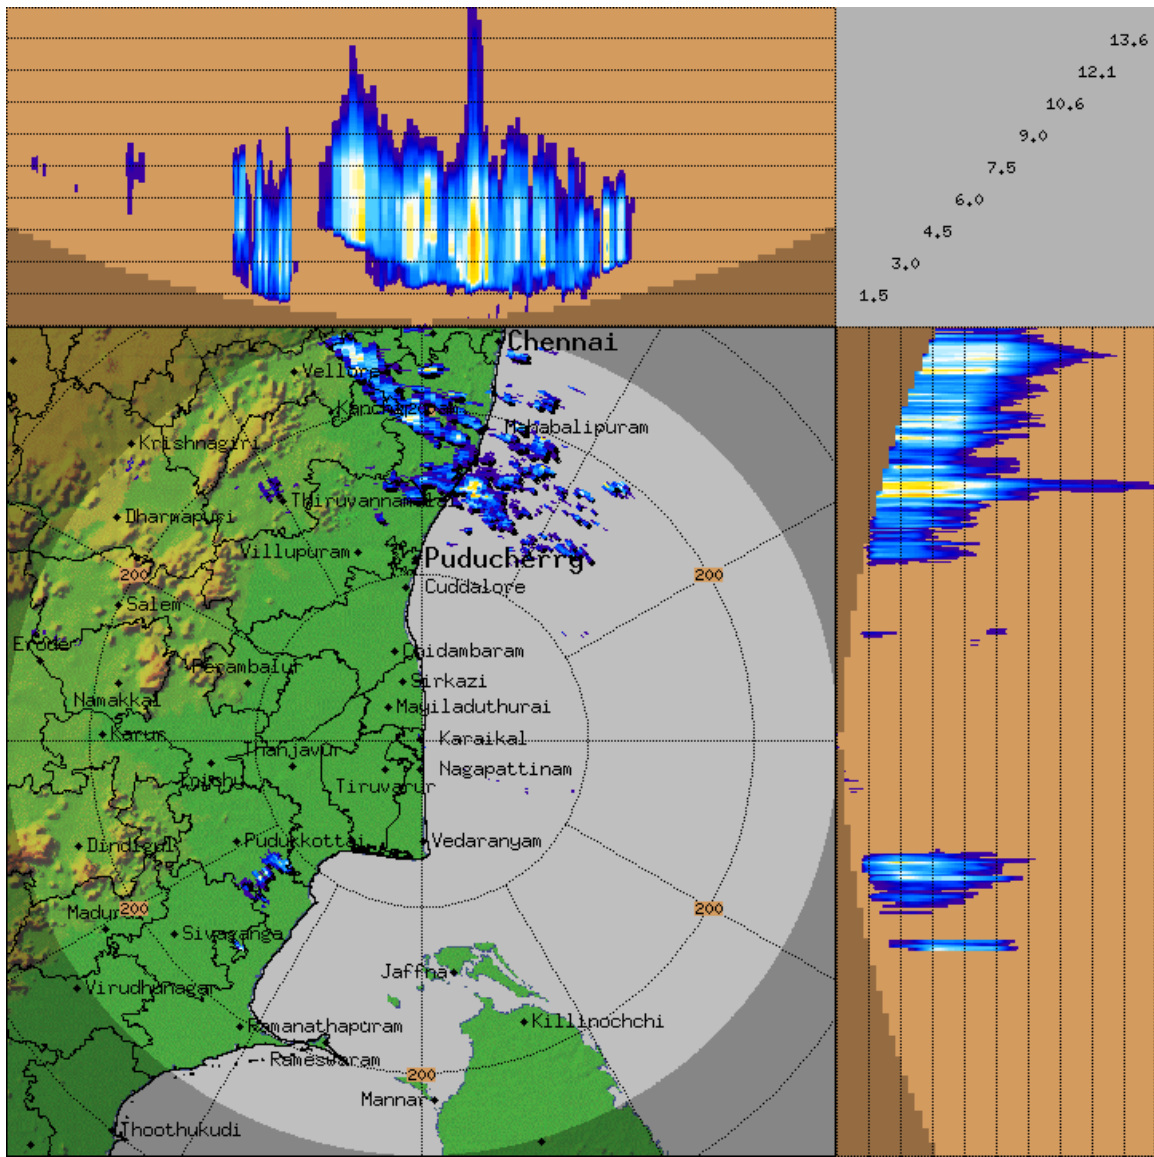 13.6
12.1
10.6
9.0
7.5
6.0
4.5
3.0
1.5
Chennai
Vellore
Kanchipuram
Mahabalipuram
Krishnagiri
Thiruvannamalai
Dharmapuri
Villupuram
Puducherry
200
200
Cuddalore
Salem
Erode
Chidambaram
Perambalur
Sirkazi
Namakkal
Mayiladuthurai
Karur
Karaikal
Thanjavur
Nagapattinam
Tiruvarur
Dindigul
Pudukkottai
Vedaranyam
200
200
Sivaganga
Jaffna
Virudhunagar
Killinochchi
Ramanathapuram
Rameswaram
200
Mannar
Thoothukudi